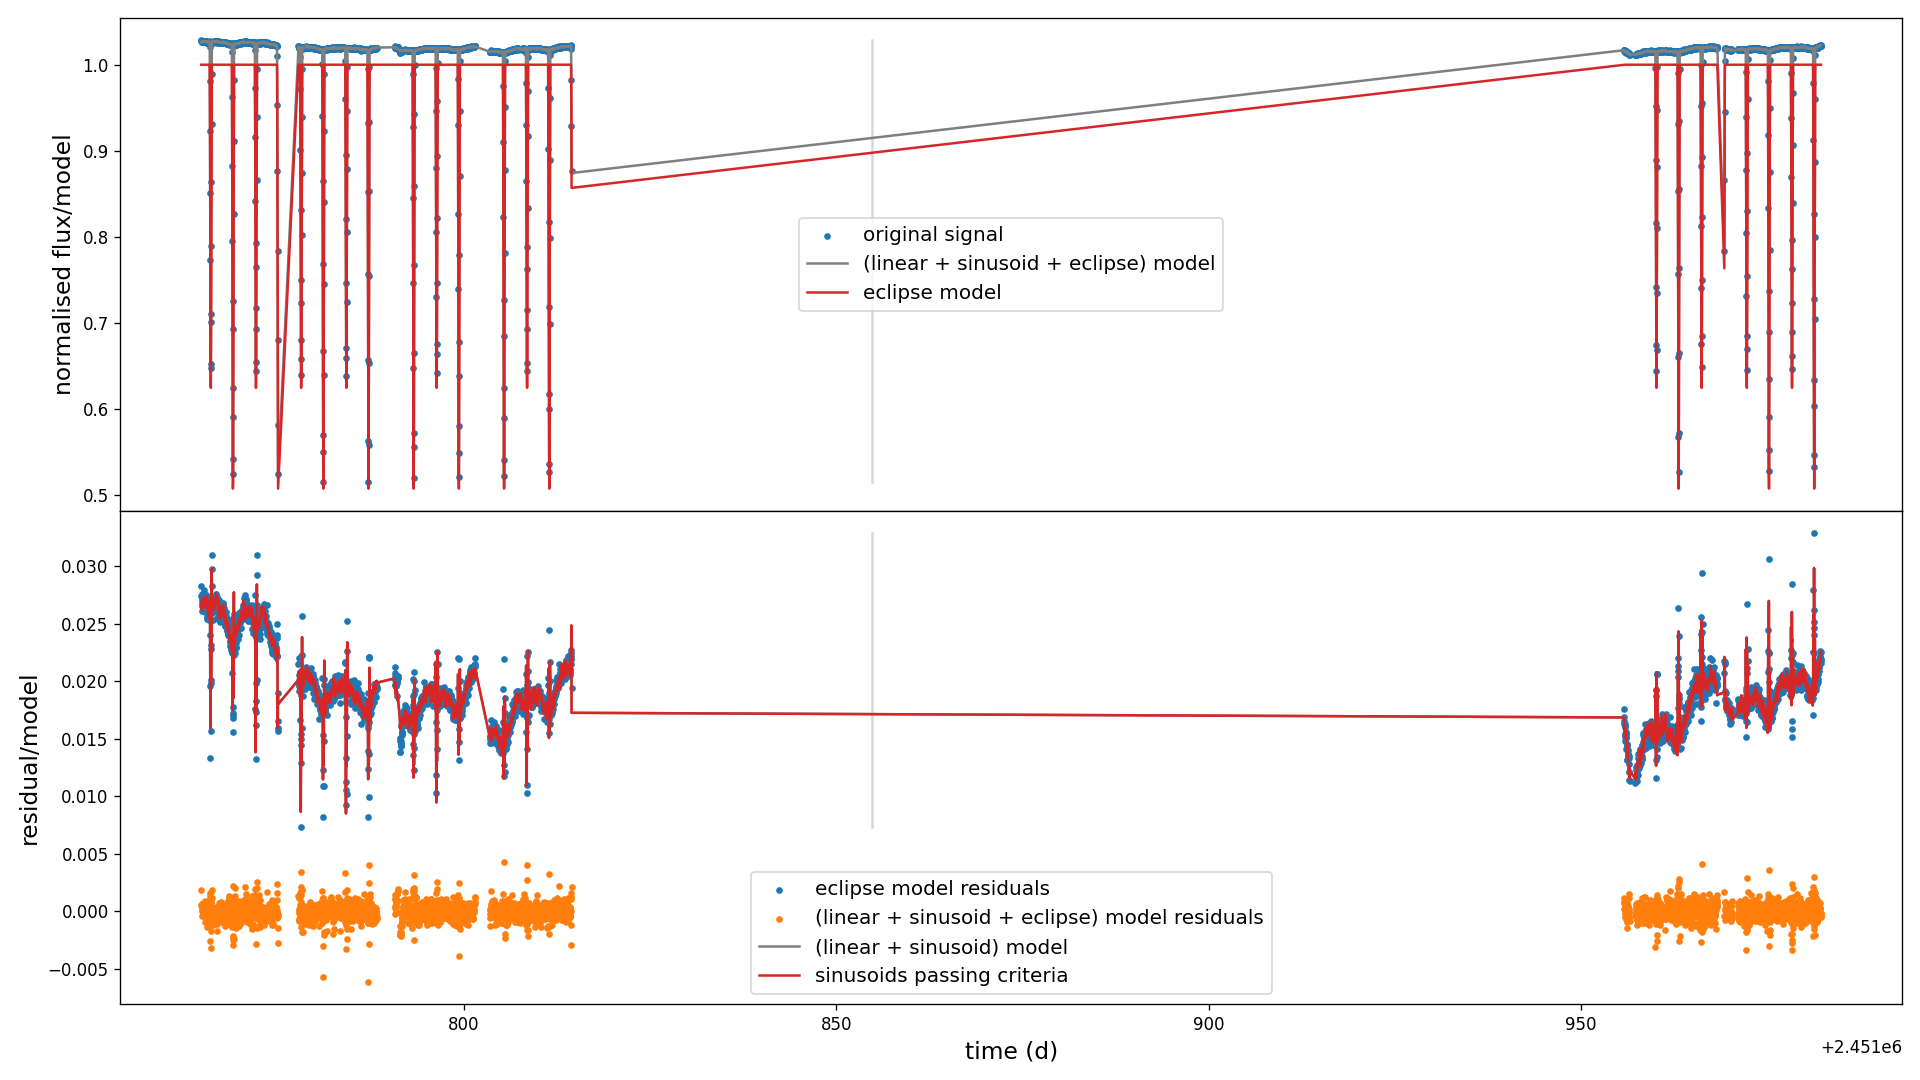 normalised flux/model
1.0
0.9
0.8
0.7
0.6
0.5
original signal
(linear + sinusoid + eclipse) model
eclipse model
residual/model
0.030
0.025
0.020
0.015
0.010
0.005
0.000
−0.005
eclipse model residuals
(linear + sinusoid + eclipse) model residuals
(linear + sinusoid) model
sinusoids passing criteria
800
850
900
950
time (d)
+2.451e6